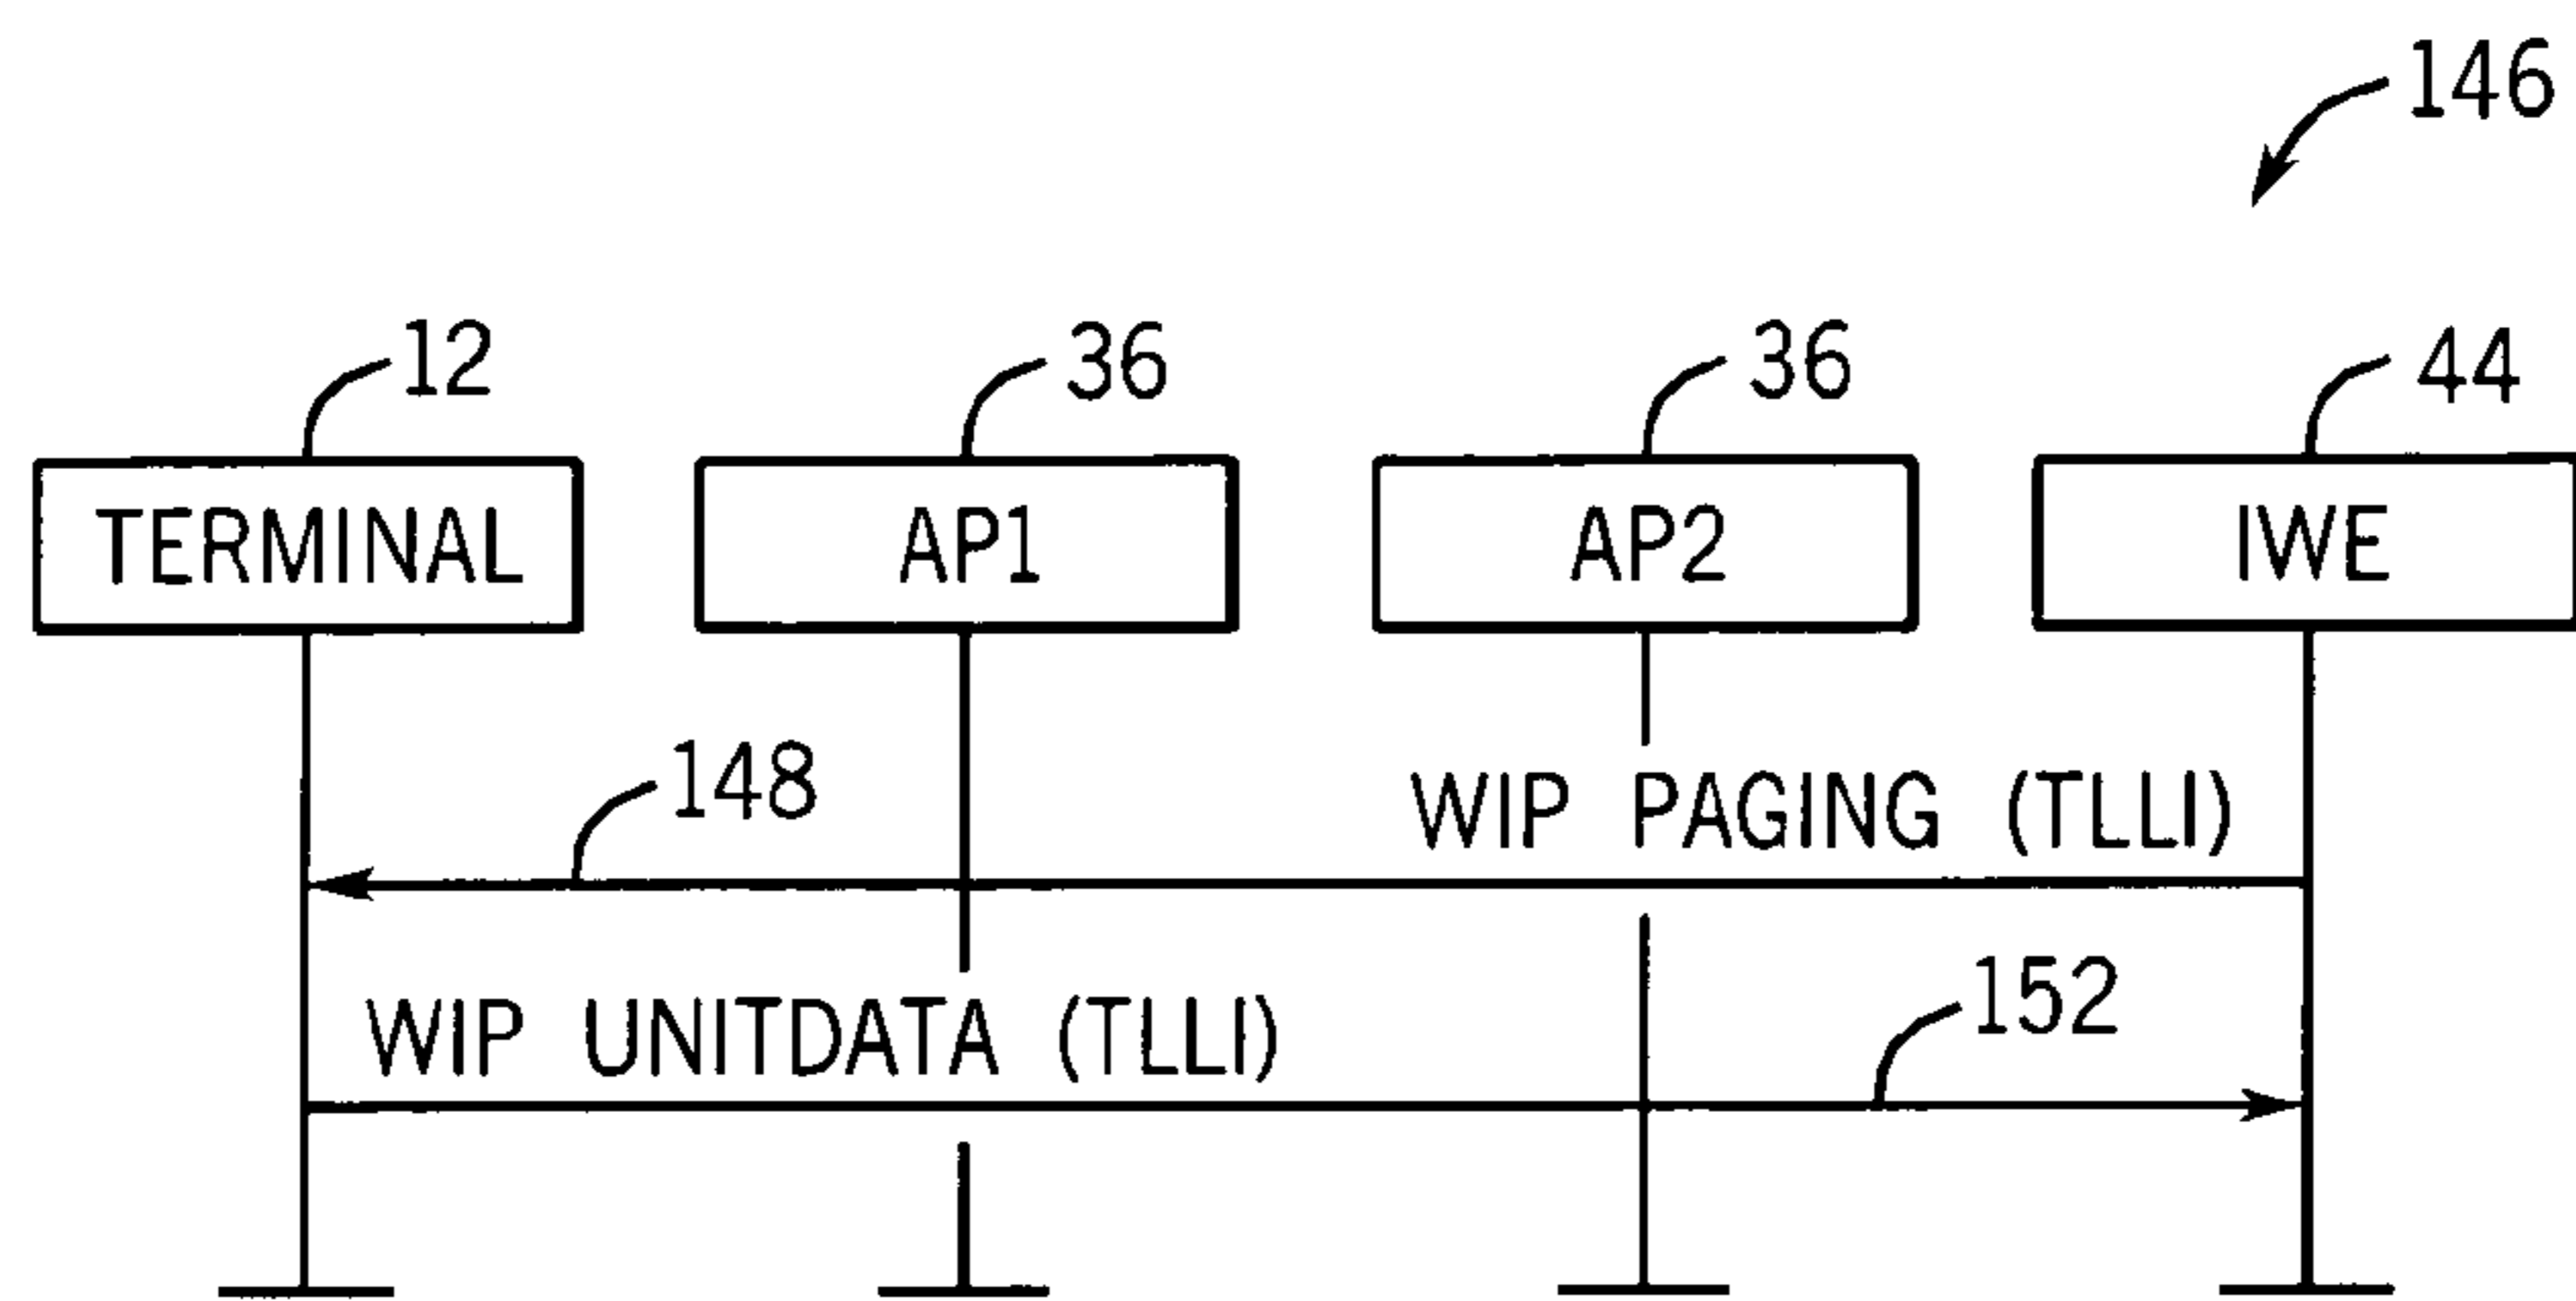 146
12
36
36
44
TERMINAL
AP1
AP2
IWE
148
WIP PAGING (TLLI)
152
WIP UNITDATA (TLLI)